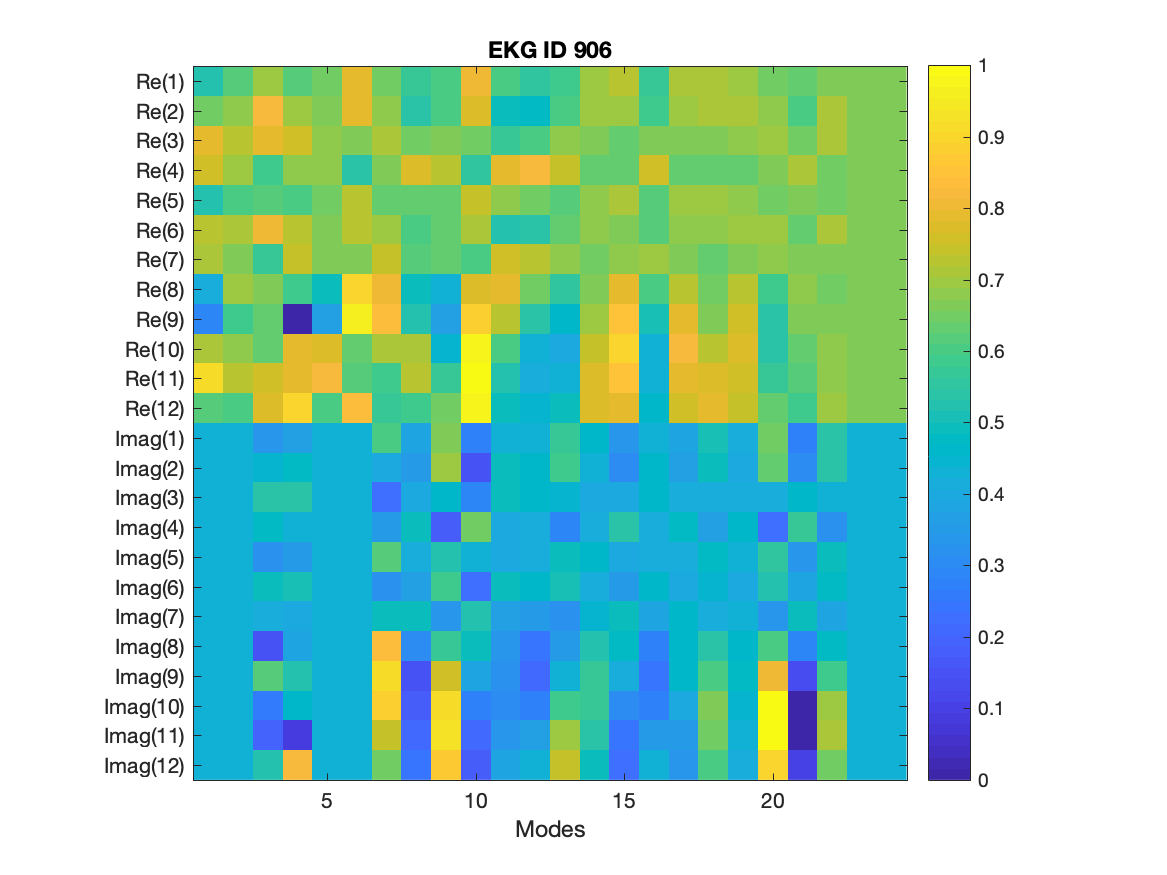 EKG ID 906
Re(1)
Re(2)
Re(3)
Re(4)
Re(5)
Re(6)
Re(7)
Re(8)
Re(9)
Re(10)
Re(11)
Re(12)
Imag(1)
Imag(2)
Imag(3)
Imag(4)
Imag(5)
Imag(6)
Imag(7)
Imag(8)
Imag(9)
Imag(10)
Imag(11)
Imag(12)
5 10 15 20
Modes
1
0.9
0.8
0.7
0.6
0.5
0.4
0.3
0.2
0.1
0